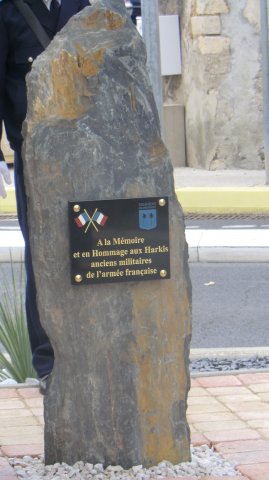 A la Mémoire
et en Hommage aux Harkis
anciens militaires
de l'armée française